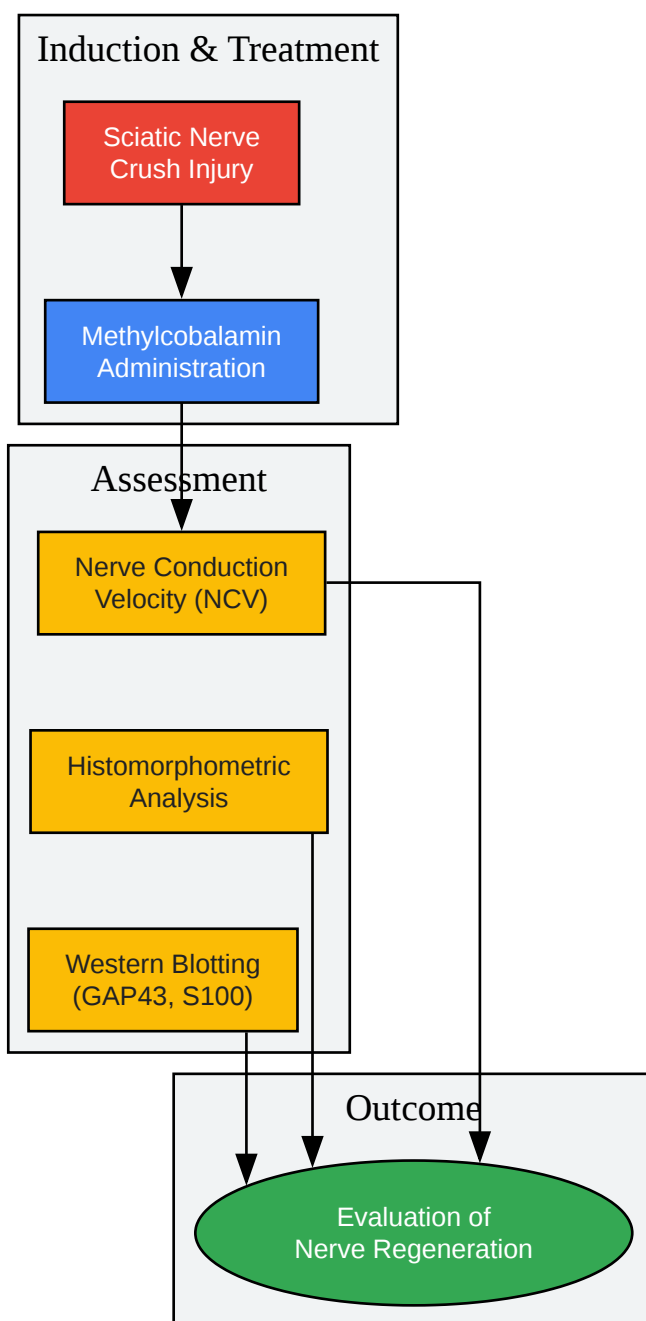 Induction & Treatment
Sciatic Nerve
Crush Injury
Methylcobalamin
Administration
Assessment
Nerve Conduction
Velocity (NCV)
Histomorphometric
Analysis
Western Blotting
(GAP43, S100)
Outcome
Evaluation of
Nerve Regeneration